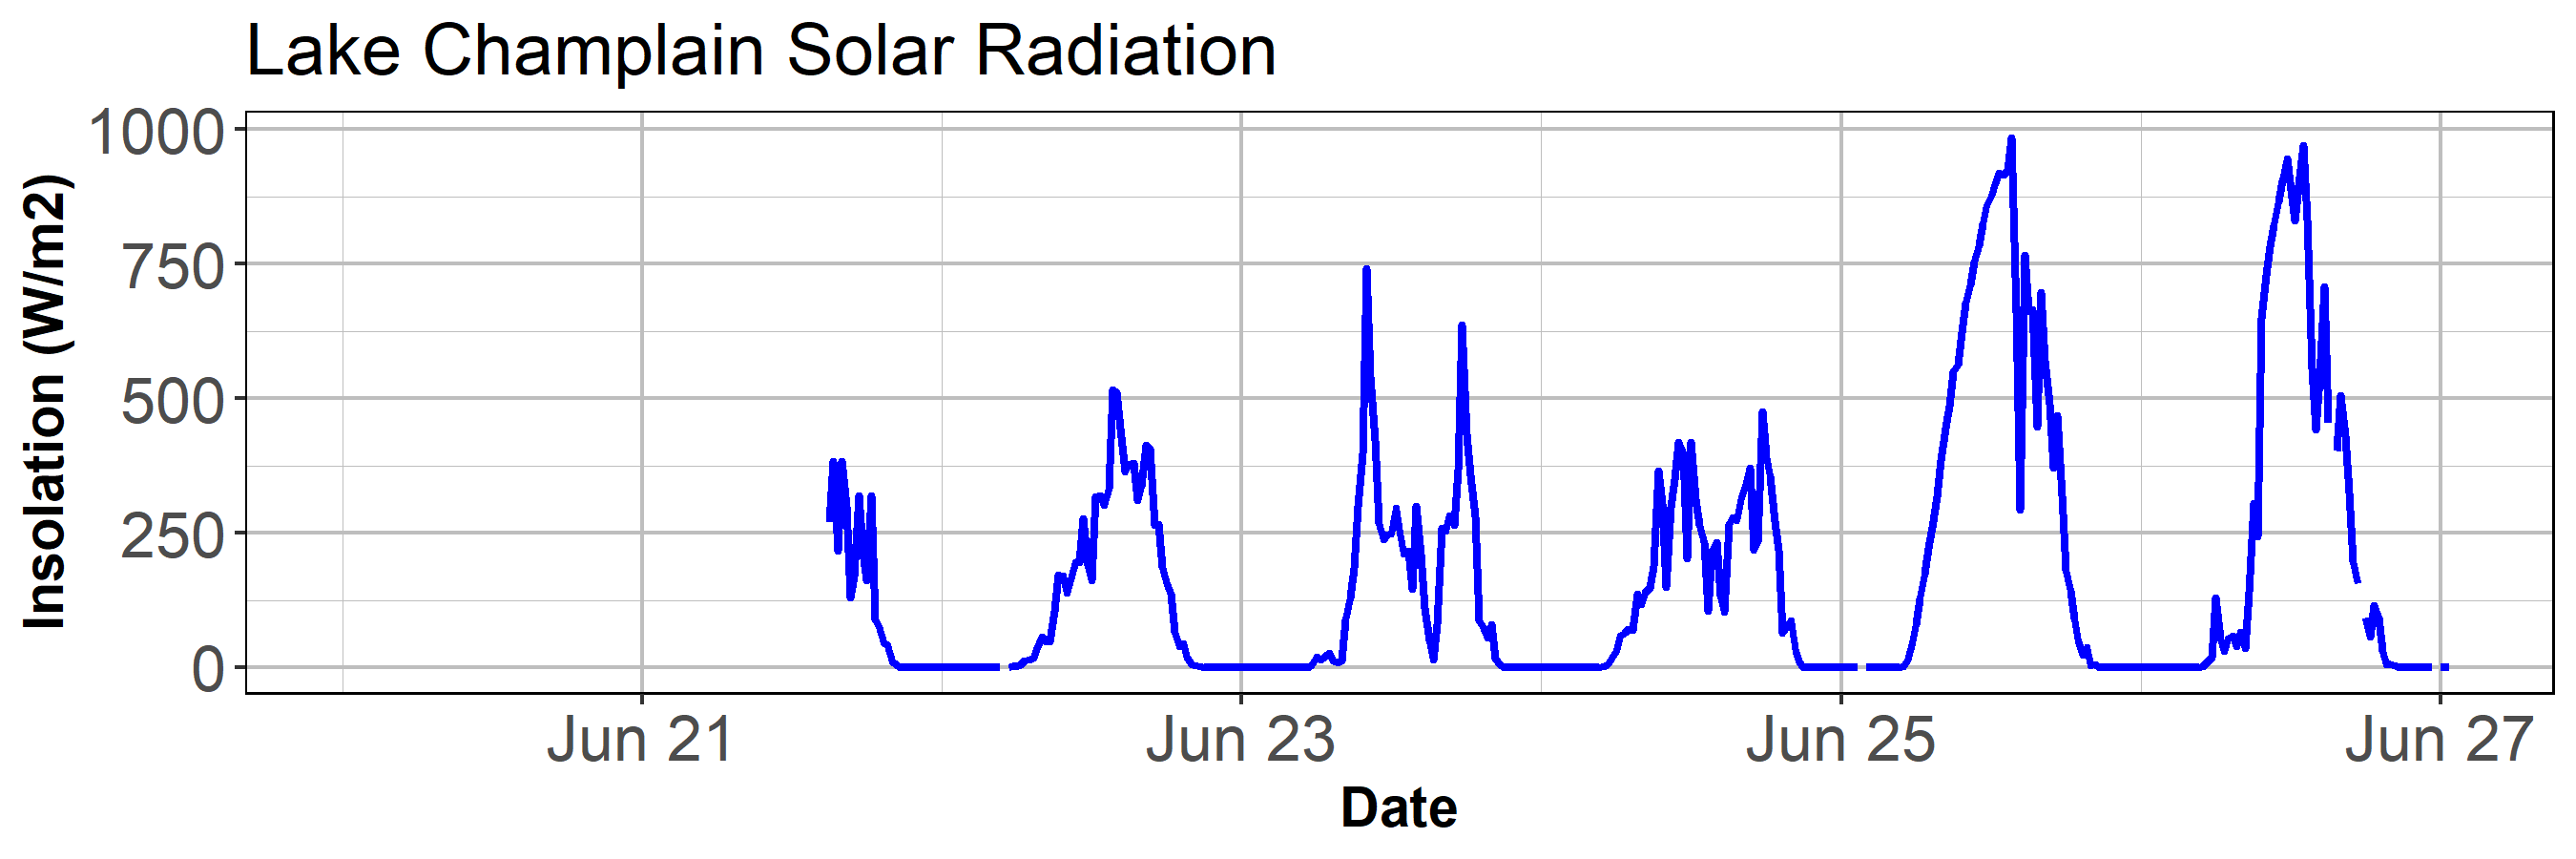 Lake Champlain Solar Radiation
1000
750
500
250
0
Insolation (W/m2)
Jun 21 Jun 23 Jun 25 Jun 27
Date